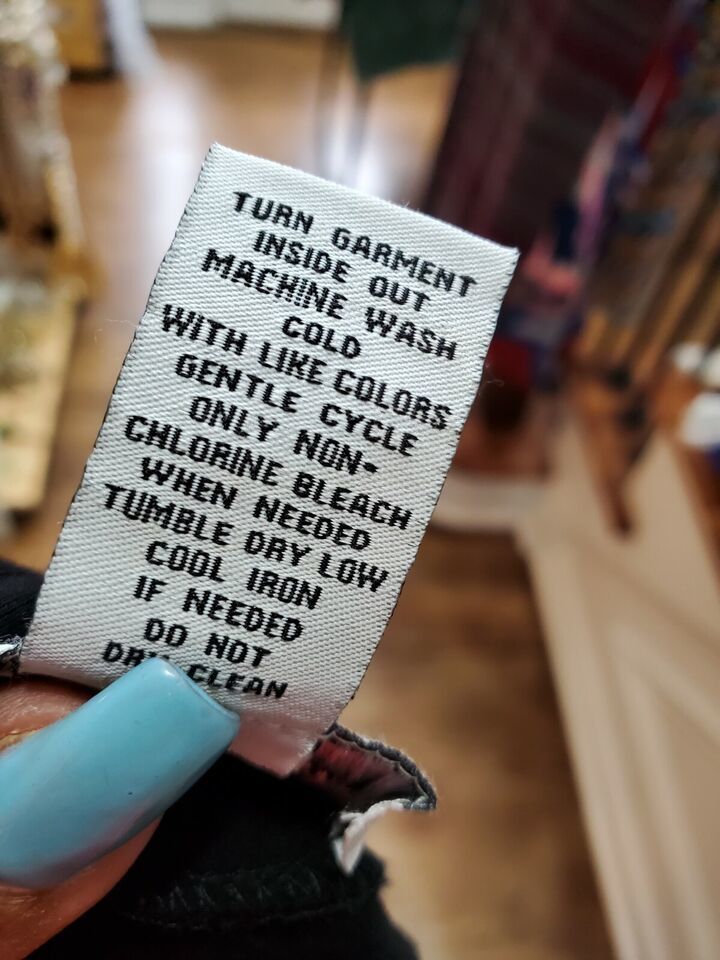 TURN GARMENT
INSIDE OUT
MACHINE WASH
COLD
WITH LIKE COLORS
GENTLE CYCLE
ONLY NON-
CHLORINE BLEACH
WHEN NEEDED
TUMBLE DRY LOW
COOL IRON
IF NEEDED
DO NOT
DRY CLEAN